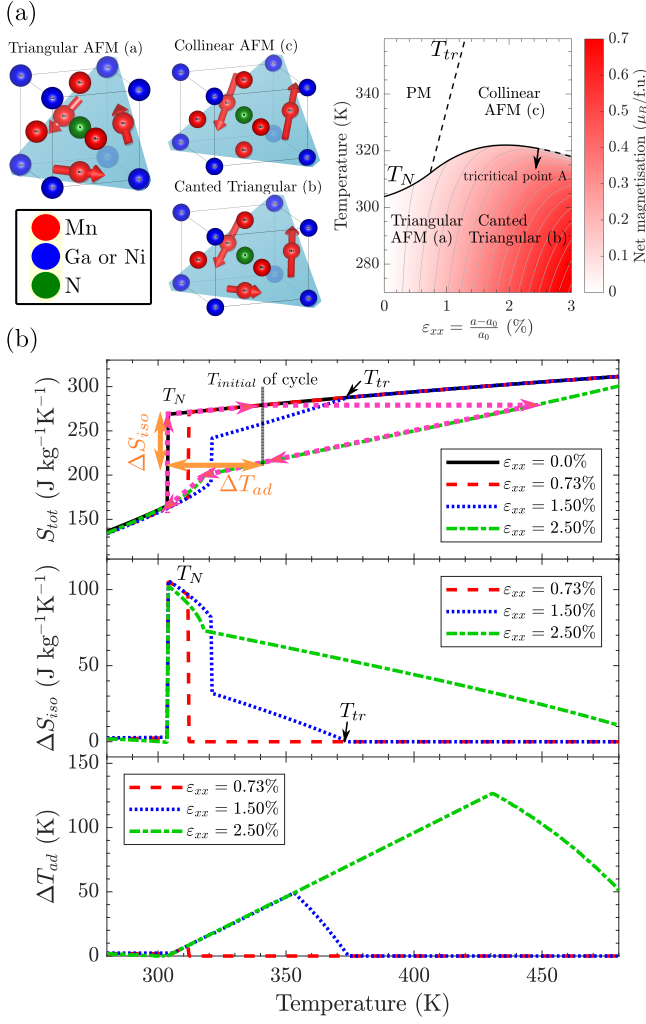 (a)
Triangular AFM (a)
Collinear AFM (c)
Canted Triangular (b)
Mn
Ga or Ni
N
Temperature (K)
340
320
300
280
0 1 2 3
ε_xx = (a−a_0)/a_0 (%)
PM
T_tr
Collinear
AFM (c)
T_N
tricritical point A
Triangular
AFM (a)
Canted
Triangular (b)
0.7
0.6
0.5
0.4
0.3
0.2
0.1
0
Net magnetisation (μ_B/f.u.)
(b)
S_tot (J kg⁻¹K⁻¹)
300
250
200
150
T_N
T_initial of cycle
T_tr
ΔS_iso
ΔT_ad
ε_xx = 0.0%
ε_xx = 0.73%
ε_xx = 1.50%
ε_xx = 2.50%
ΔS_iso (J kg⁻¹K⁻¹)
100
50
0
T_N
T_tr
ε_xx = 0.73%
ε_xx = 1.50%
ε_xx = 2.50%
ΔT_ad (K)
150
100
50
0
ε_xx = 0.73%
ε_xx = 1.50%
ε_xx = 2.50%
300 350 400 450
Temperature (K)